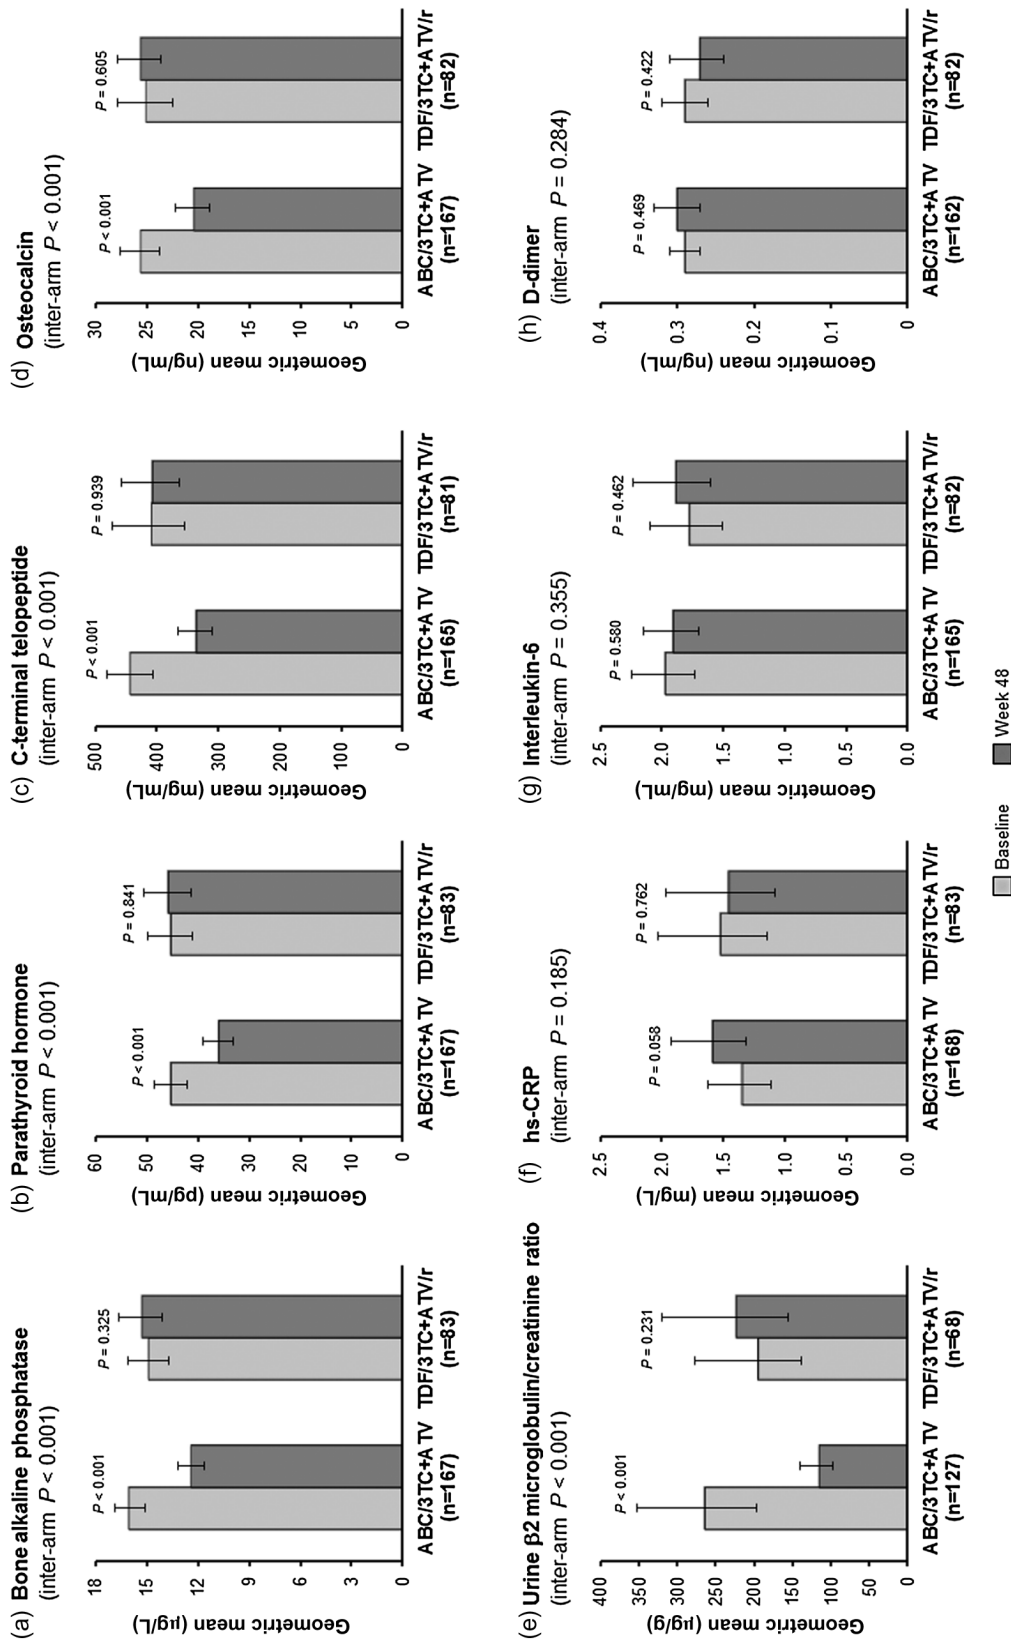 (a) Bone alkaline phosphatase
(inter-arm P < 0.001)
Geometric mean (µg/L)
18
15
12
9
6
3
0
P < 0.001
P = 0.325
ABC/3TC+ATV TDF/3TC+ATV/r
(n=167) (n=83)
(b) Parathyroid hormone
(inter-arm P < 0.001)
Geometric mean (pg/mL)
60
50
40
30
20
10
0
P < 0.001
P = 0.841
ABC/3TC+ATV TDF/3TC+ATV/r
(n=167) (n=83)
(c) C-terminal telopeptide
(inter-arm P < 0.001)
Geometric mean (mg/mL)
500
400
300
200
100
0
P < 0.001
P = 0.939
ABC/3TC+ATV TDF/3TC+ATV/r
(n=165) (n=81)
(d) Osteocalcin
(inter-arm P < 0.001)
Geometric mean (ng/mL)
30
25
20
15
10
5
0
P < 0.001
P = 0.605
ABC/3TC+ATV TDF/3TC+ATV/r
(n=167) (n=82)
(e) Urine β2 microglobulin/creatinine ratio
(inter-arm P < 0.001)
Geometric mean (µg/g)
400
350
300
250
200
150
100
50
0
P < 0.001
P = 0.231
ABC/3TC+ATV TDF/3TC+ATV/r
(n=127) (n=68)
(f) hs-CRP
(inter-arm P = 0.185)
Geometric mean (mg/L)
2.5
2.0
1.5
1.0
0.5
0.0
P = 0.058
P = 0.762
ABC/3TC+ATV TDF/3TC+ATV/r
(n=168) (n=83)
(g) Interleukin-6
(inter-arm P = 0.355)
Geometric mean (ng/mL)
2.5
2.0
1.5
1.0
0.5
0.0
P = 0.580
P = 0.462
ABC/3TC+ATV TDF/3TC+ATV/r
(n=165) (n=82)
(h) D-dimer
(inter-arm P = 0.284)
Geometric mean (ng/mL)
0.4
0.3
0.2
0.1
0
P = 0.469
P = 0.422
ABC/3TC+ATV TDF/3TC+ATV/r
(n=162) (n=82)
Baseline
Week 48